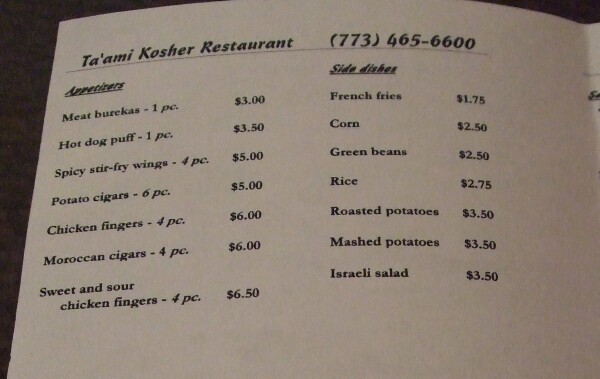 Ta'ami Kosher Restaurant (773) 465-6600
Appetizers
Meat burekas - 1 pc. $3.00
Hot dog puff - 1 pc. $3.50
Spicy stir-fry wings - 4 pc. $5.00
Potato cigars - 6 pc. $5.00
Chicken fingers - 4 pc. $6.00
Moroccan cigars - 4 pc. $6.00
Sweet and sour
chicken fingers - 4 pc. $6.50
Side dishes
French fries $1.75
Corn $2.50
Green beans $2.50
Rice $2.75
Roasted potatoes $3.50
Mashed potatoes $3.50
Israeli salad $3.50